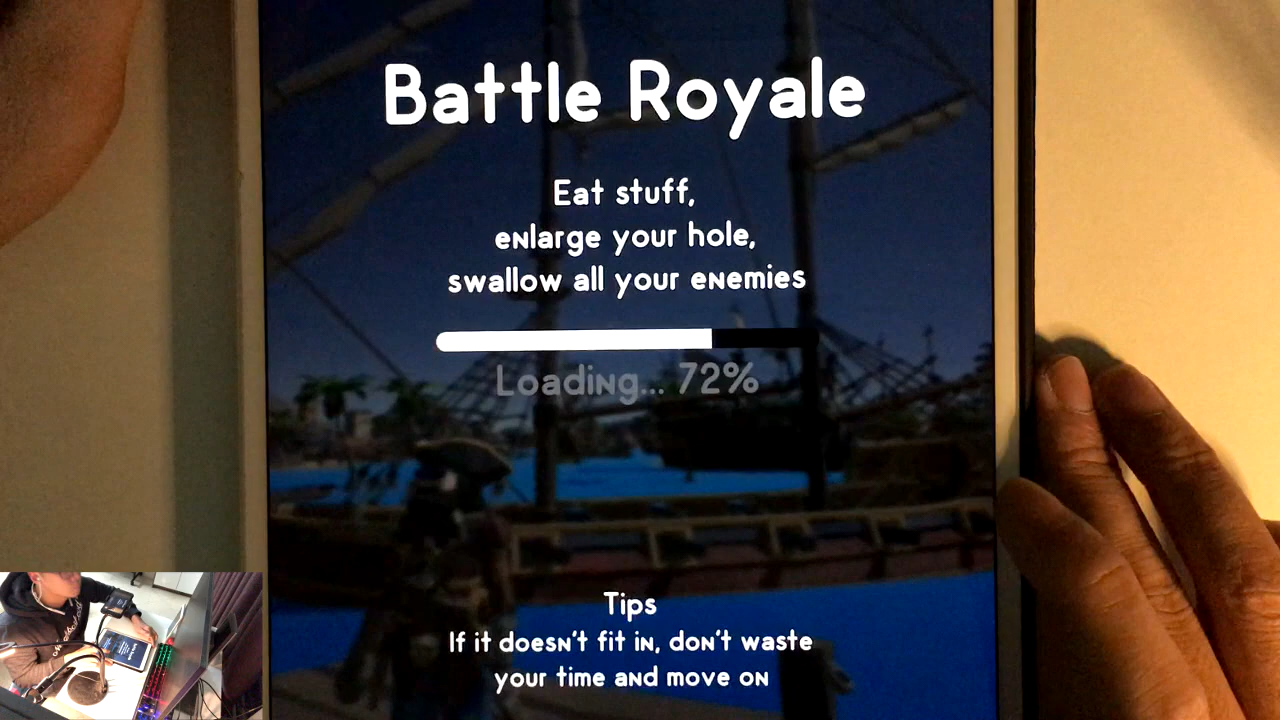 Battle Royale
Eat stuff,
enlarge your hole,
swallow all your enemies
Loading... 72%
Tips
If it doesn't fit in, don't waste
your time and move on